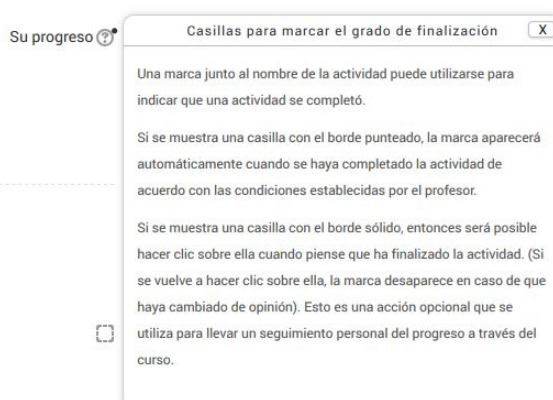 Su progreso
Casillas para marcar el grado de finalización
X
Una marca junto al nombre de la actividad puede utilizarse para
indicar que una actividad se completó.
Si se muestra una casilla con el borde punteado, la marca aparecerá
automáticamente cuando se haya completado la actividad de
acuerdo con las condiciones establecidas por el profesor.
Si se muestra una casilla con el borde sólido, entonces será posible
hacer clic sobre ella cuando piense que ha finalizado la actividad. (Si
se vuelve a hacer clic sobre ella, la marca desaparece en caso de que
haya cambiado de opinión). Esto es una acción opcional que se
utiliza para llevar un seguimiento personal del progreso a través del
curso.